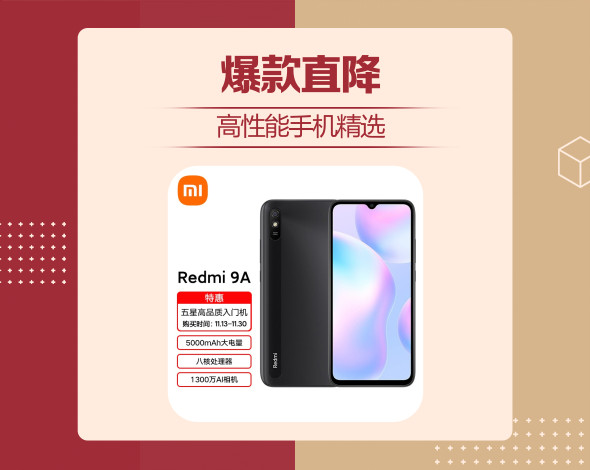 爆款直降
高性能手机精选
mi
Redmi 9A
特惠
五星高品质入门机
购买时间：11.13-11.30
5000mAh大电量
八核处理器
1300万AI相机
Redmi